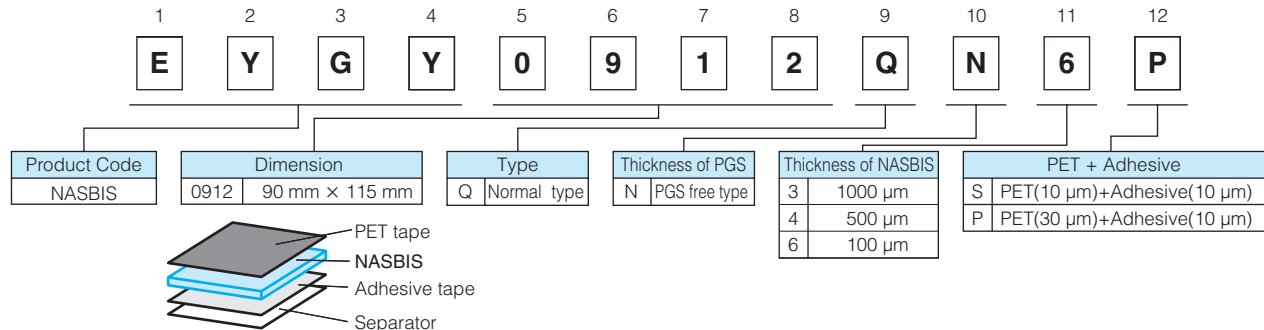 1 2 3 4 5 6 7 8 9 10 11 12
E Y G Y 0 9 1 2 Q N 6 P
Product Code
NASBIS
Dimension
0912 90 mm × 115 mm
Type
Q Normal type
Thickness of PGS
N PGS free type
Thickness of NASBIS
3 1000 µm
4 500 µm
6 100 µm
PET + Adhesive
S PET(10 µm)+Adhesive(10 µm)
P PET(30 µm)+Adhesive(10 µm)
PET tape
NASBIS
Adhesive tape
Separator